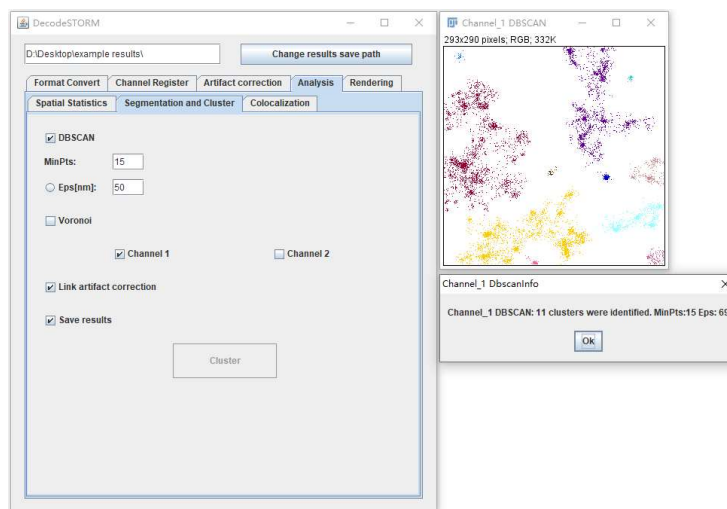 DecodeSTORM
D:\Desktop\example results\
Change results save path
Format Convert Channel Register Artifact correction Analysis Rendering
Spatial Statistics Segmentation and Cluster Colocalization
DBSCAN
MinPts: 15
Eps[nm]: 50
Voronoi
Channel 1 Channel 2
Link artifact correction
Save results
Cluster
Channel_1 DBSCAN
293x290 pixels; RGB; 332K
Channel_1 DbscanInfo
Channel_1 DBSCAN: 11 clusters were identified. MinPts:15 Eps: 69
Ok